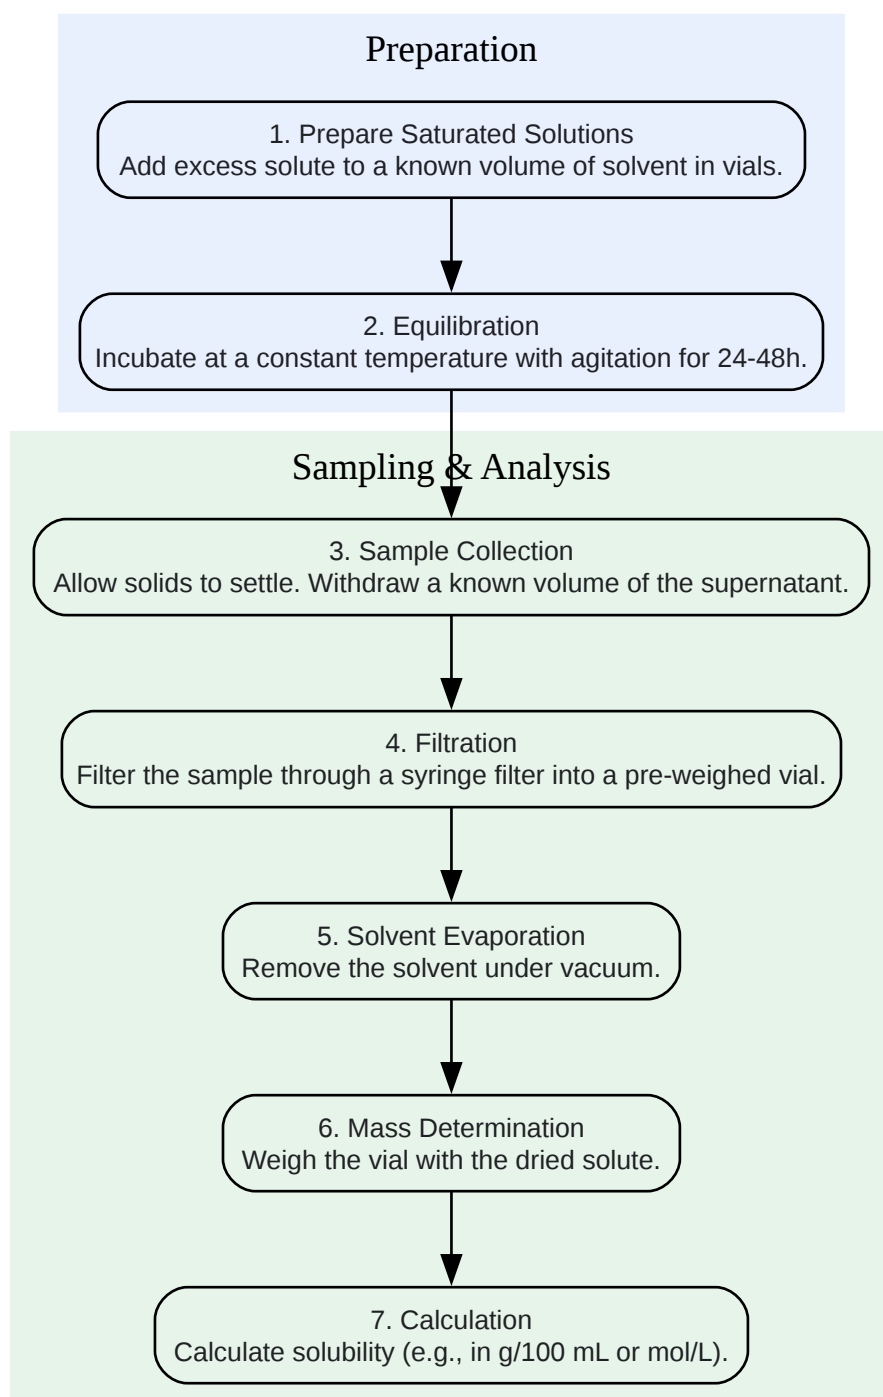 Preparation
1. Prepare Saturated Solutions
Add excess solute to a known volume of solvent in vials.
2. Equilibration
Incubate at a constant temperature with agitation for 24-48h.
Sampling & Analysis
3. Sample Collection
Allow solids to settle. Withdraw a known volume of the supernatant.
4. Filtration
Filter the sample through a syringe filter into a pre-weighed vial.
5. Solvent Evaporation
Remove the solvent under vacuum.
6. Mass Determination
Weigh the vial with the dried solute.
7. Calculation
Calculate solubility (e.g., in g/100 mL or mol/L).